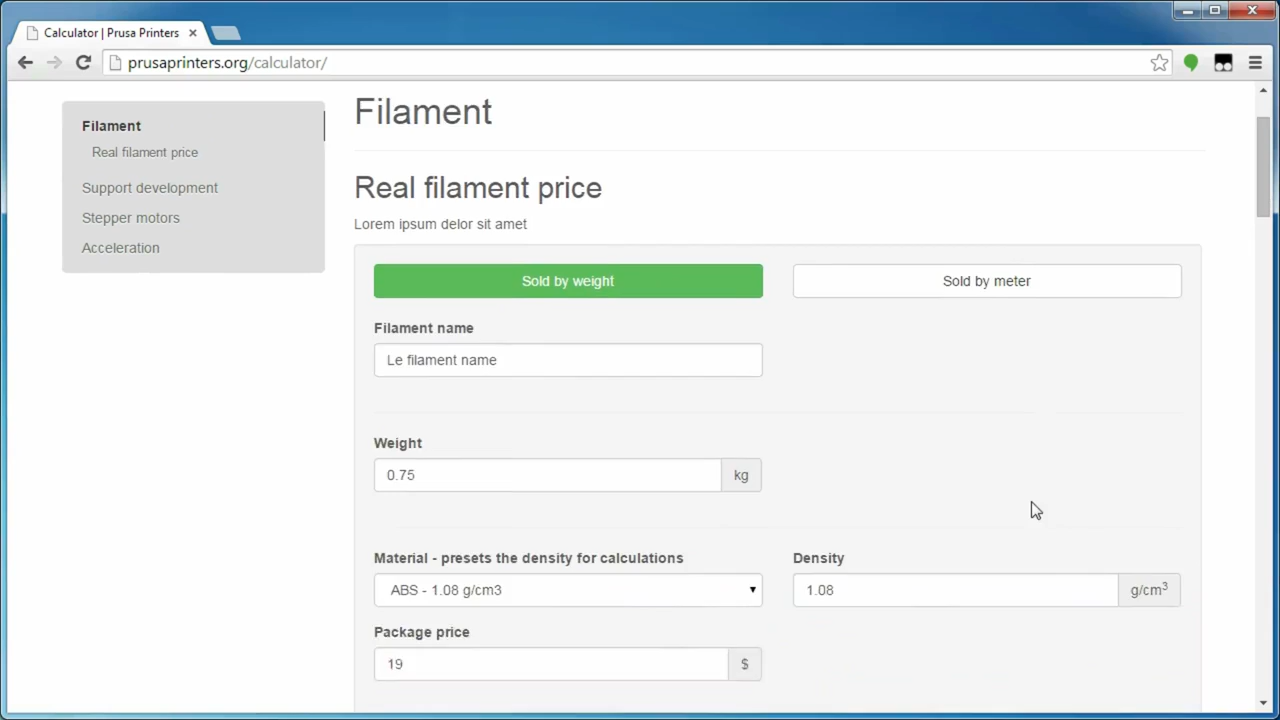 Calculator | Prusa Printers
prusaprinters.org/calculator/
Filament
Real filament price
Support development
Stepper motors
Acceleration
Filament
Real filament price
Lorem ipsum delor sit amet
Sold by weight
Sold by meter
Filament name
Le filament name
Weight
0.75 kg
Material - presets the density for calculations
ABS - 1.08 g/cm3
Density
1.08 g/cm³
Package price
19 $